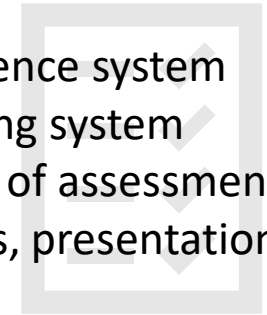 ence system
ng system
of assessmen
s, presentation